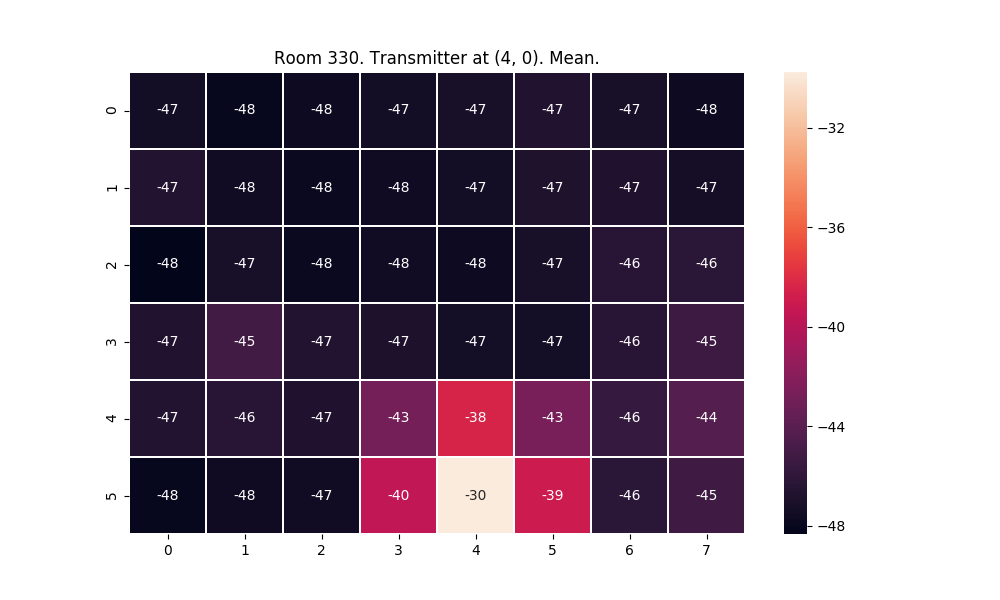 Room 330. Transmitter at (4, 0). Mean.
0 -47 -48 -48 -47 -47 -47 -47 -48
1 -47 -48 -48 -48 -47 -47 -47 -47
2 -48 -47 -48 -48 -48 -47 -46 -46
3 -47 -45 -47 -47 -47 -47 -46 -45
4 -47 -46 -47 -43 -38 -43 -46 -44
5 -48 -48 -47 -40 -30 -39 -46 -45
0 1 2 3 4 5 6 7
−32
−36
−40
−44
−48